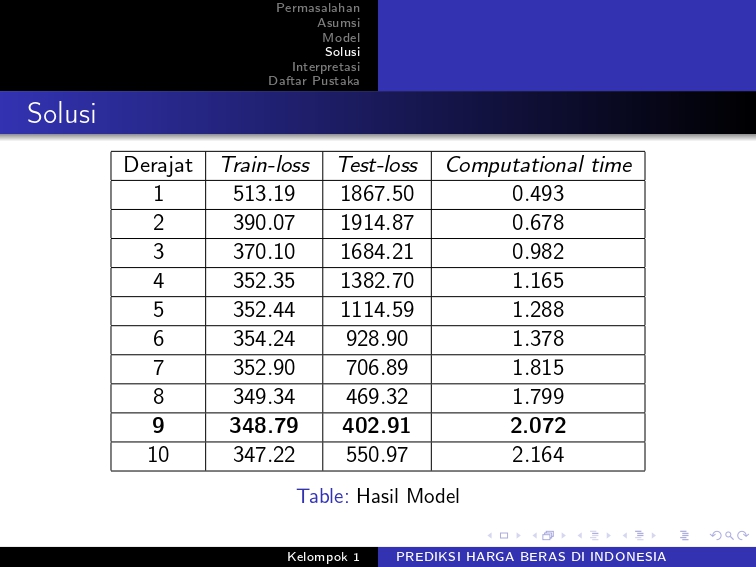 Permasalahan
Asumsi
Model
Solusi
Interpretasi
Daftar Pustaka
Solusi
Derajat Train-loss Test-loss Computational time
1 513.19 1867.50 0.493
2 390.07 1914.87 0.678
3 370.10 1684.21 0.982
4 352.35 1382.70 1.165
5 352.44 1114.59 1.288
6 354.24 928.90 1.378
7 352.90 706.89 1.815
8 349.34 469.32 1.799
9 348.79 402.91 2.072
10 347.22 550.97 2.164
Table: Hasil Model
Kelompok 1 PREDIKSI HARGA BERAS DI INDONESIA